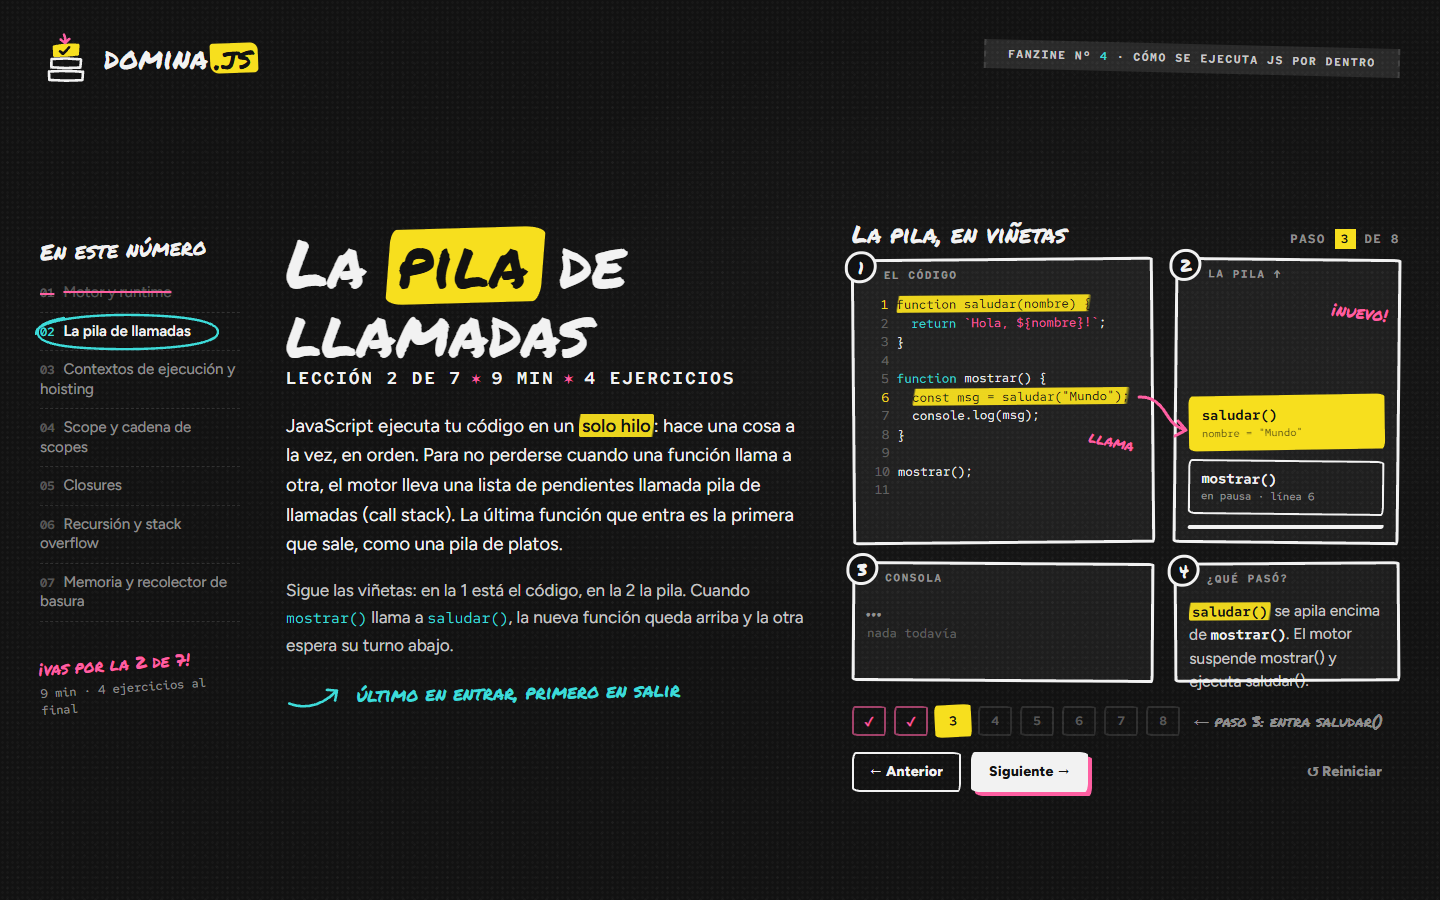 DOMINA.JS
FANZINE Nº 4 · CÓMO SE EJECUTA JS POR DENTRO
EN ESTE NÚMERO
01 Motor y runtime
02 La pila de llamadas
03 Contextos de ejecución y
hoisting
04 Scope y cadena de
scopes
05 Closures
06 Recursión y stack
overflow
07 Memoria y recolector de
basura
¡VAS POR LA 2 DE 7!
9 min · 4 ejercicios al
final
LA PILA DE
LLAMADAS
LECCIÓN 2 DE 7 ✶ 9 MIN ✶ 4 EJERCICIOS
JavaScript ejecuta tu código en un solo hilo: hace una cosa a
la vez, en orden. Para no perderse cuando una función llama a
otra, el motor lleva una lista de pendientes llamada pila de
llamadas (call stack). La última función que entra es la primera
que sale, como una pila de platos.
Sigue las viñetas: en la 1 está el código, en la 2 la pila. Cuando
mostrar() llama a saludar(), la nueva función queda arriba y la otra
espera su turno abajo.
ÚLTIMO EN ENTRAR, PRIMERO EN SALIR
LA PILA, EN VIÑETAS
PASO 3 DE 8
1 EL CÓDIGO
1 function saludar(nombre) {
2 return `Hola, ${nombre}!`;
3 }
4
5 function mostrar() {
6 const msg = saludar("Mundo");
7 console.log(msg);
8 }
9
10 mostrar();
11
LLAMA
2 LA PILA ↑
¡NUEVO!
saludar()
nombre = "Mundo"
mostrar()
en pausa · línea 6
3 CONSOLA
•••
nada todavía
4 ¿QUÉ PASÓ?
saludar() se apila encima
de mostrar(). El motor
suspende mostrar() y
ejecuta saludar().
✓ ✓ 3 4 5 6 7 8 ← PASO 3: ENTRA SALUDAR()
← Anterior
Siguiente →
↺ Reiniciar